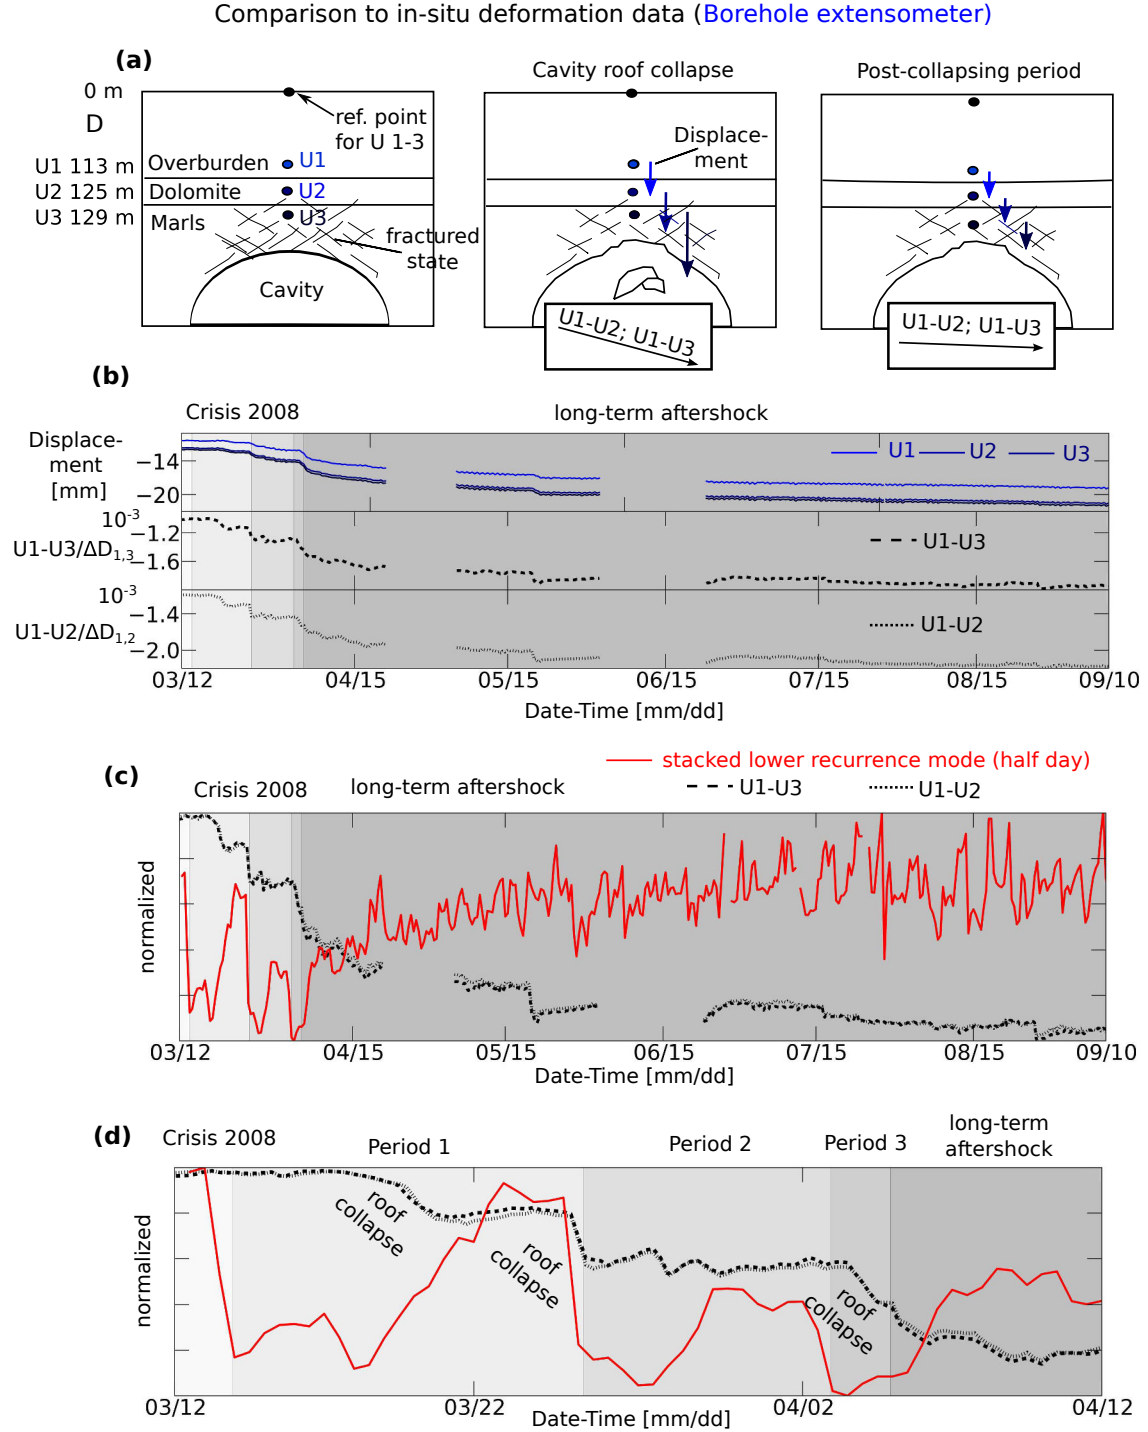 Comparison to in-situ deformation data (Borehole extensometer)
(a)
Cavity roof collapse
Post-collapsing period
0 m
D
U1 113 m
U2 125 m
U3 129 m
ref. point
for U 1-3
Overburden
U1
Dolomite
U2
Marls
U3
fractured
state
Cavity
Displace-
ment
U1-U2; U1-U3
U1-U2; U1-U3
(b)
Crisis 2008
long-term aftershock
Displace-
ment
[mm]
−14
−20
U1
U2
U3
10-3
−1.2
U1-U3/ΔD1,3
−1.6
U1-U3
10-3
−1.4
U1-U2/ΔD1,2
−2.0
U1-U2
03/12
04/15
05/15
06/15
07/15
08/15
09/10
Date-Time [mm/dd]
(c)
stacked lower recurrence mode (half day)
Crisis 2008
long-term aftershock
U1-U3
U1-U2
normalized
03/12
04/15
05/15
06/15
07/15
08/15
09/10
Date-Time [mm/dd]
(d)
Crisis 2008
Period 1
Period 2
Period 3
long-term
aftershock
roof
collapse
roof
collapse
roof
collapse
normalized
03/12
03/22
04/02
04/12
Date-Time [mm/dd]